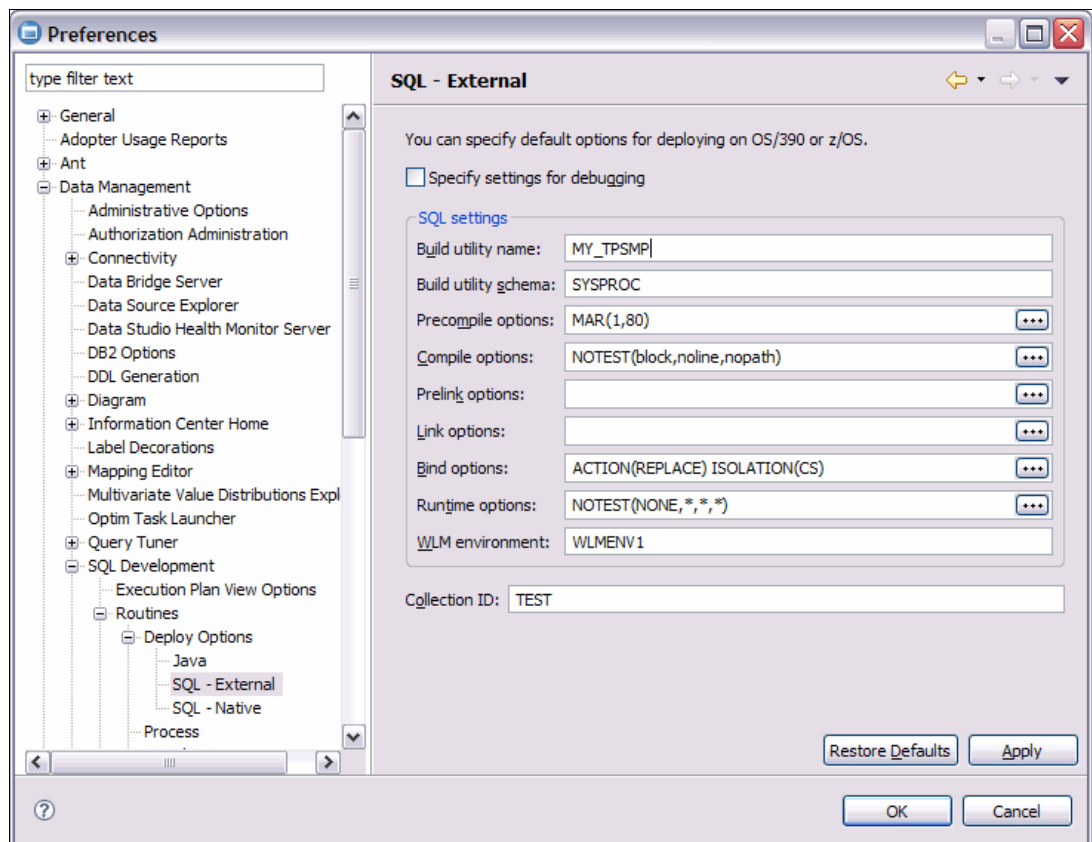 Preferences
type filter text
General
Adopter Usage Reports
Ant
Data Management
Administrative Options
Authorization Administration
Connectivity
Data Bridge Server
Data Source Explorer
Data Studio Health Monitor Server
DB2 Options
DDL Generation
Diagram
Information Center Home
Label Decorations
Mapping Editor
Multivariate Value Distributions Expl
Optim Task Launcher
Query Tuner
SQL Development
Execution Plan View Options
Routines
Deploy Options
Java
SQL - External
SQL - Native
Process
SQL - External
You can specify default options for deploying on OS/390 or z/OS.
Specify settings for debugging
SQL settings
Build utility name: MY_TPSMP
Build utility schema: SYSPROC
Precompile options: MAR(1,80)
Compile options: NOTEST(block,noline,nopath)
Prelink options:
Link options:
Bind options: ACTION(REPLACE) ISOLATION(CS)
Runtime options: NOTEST(NONE,*,*,*)
WLM environment: WLMENV1
Collection ID: TEST
Restore Defaults Apply
OK Cancel